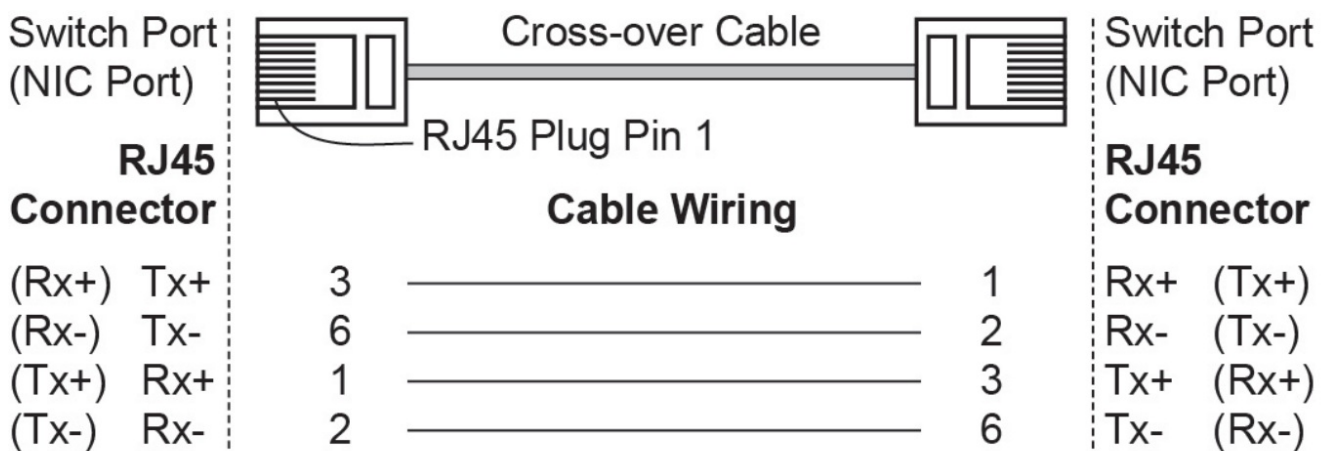 Switch Port Cross-over Cable Switch Port
(NIC Port) (NIC Port)
RJ45 Plug Pin 1
RJ45 RJ45
Connector Cable Wiring Connector
(Rx+) Tx+ 3 1 Rx+ (Tx+)
(Rx-) Tx- 6 2 Rx- (Tx-)
(Tx+) Rx+ 1 3 Tx+ (Rx+)
(Tx-) Rx- 2 6 Tx- (Rx-)